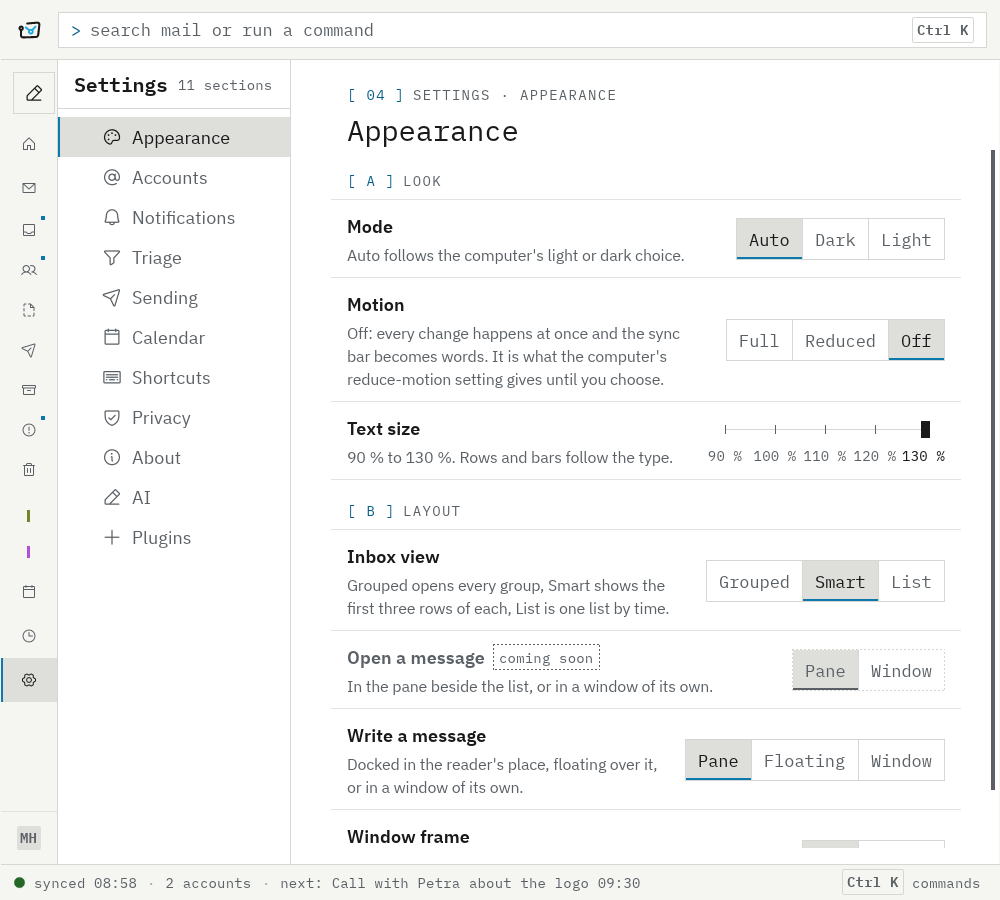 > search mail or run a command
Ctrl K
Settings 11 sections
Appearance
Accounts
Notifications
Triage
Sending
Calendar
Shortcuts
Privacy
About
AI
Plugins
[ 04 ] SETTINGS · APPEARANCE
Appearance
[ A ] LOOK
Mode
Auto follows the computer's light or dark choice.
Auto Dark Light
Motion
Off: every change happens at once and the sync
bar becomes words. It is what the computer's
reduce-motion setting gives until you choose.
Full Reduced Off
Text size
90 % to 130 %. Rows and bars follow the type.
90 % 100 % 110 % 120 % 130 %
[ B ] LAYOUT
Inbox view
Grouped opens every group, Smart shows the
first three rows of each, List is one list by time.
Grouped Smart List
Open a message coming soon
In the pane beside the list, or in a window of its own.
Pane Window
Write a message
Docked in the reader's place, floating over it,
or in a window of its own.
Pane Floating Window
Window frame
MH
synced 08:58 · 2 accounts · next: Call with Petra about the logo 09:30
Ctrl K commands